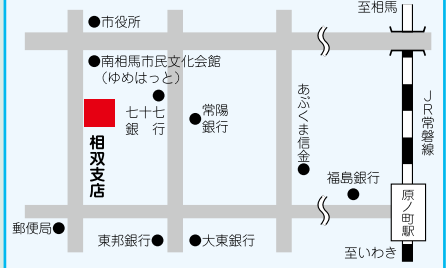 至相馬
市役所
南相馬市民文化会館
（ゆめはっと）
七十七
銀　行
常陽
銀行
あぶくま信金
JR常磐線
相双支店
福島銀行
原ノ町駅
郵便局
東邦銀行
大東銀行
至いわき